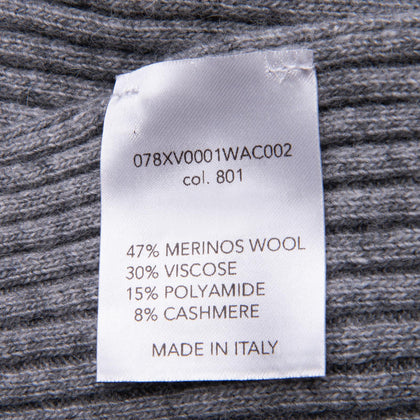 078XV0001WAC002
col. 801
47% MERINOS WOOL
30% VISCOSE
15% POLYAMIDE
8% CASHMERE
MADE IN ITALY